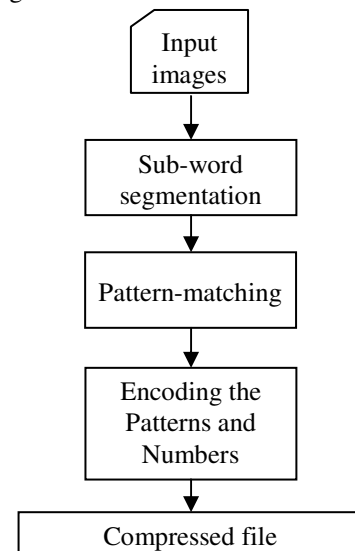 Input
images
Sub-word
segmentation
Pattern-matching
Encoding the
Patterns and
Numbers
Compressed file